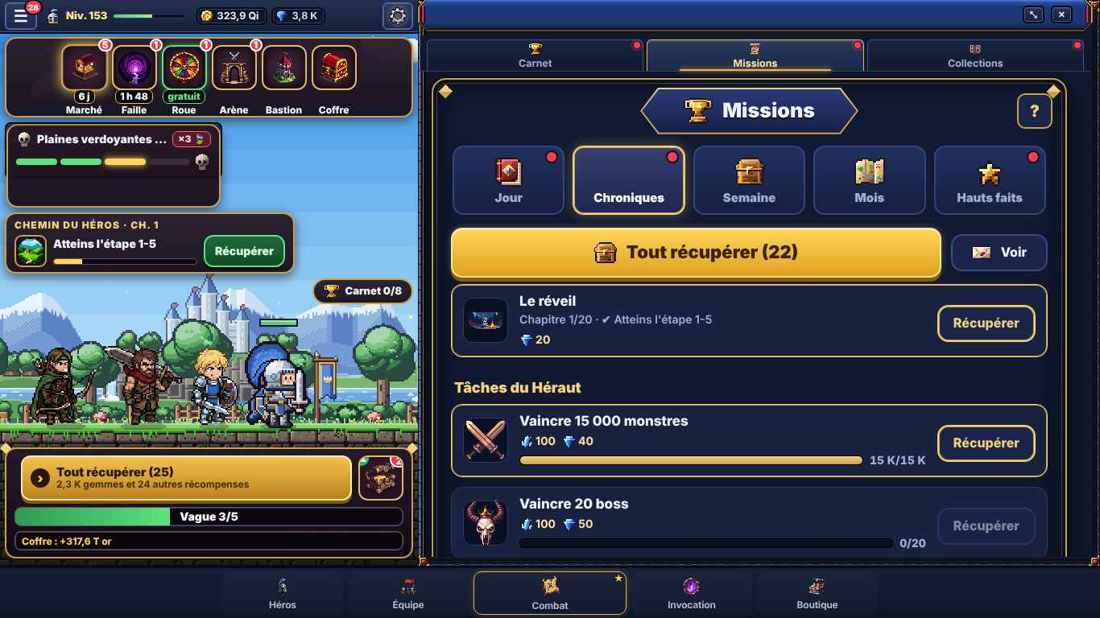 28
Niv. 153
323,9 Qi
3,8 K
5
1
1
1
6 j
1 h 48
gratuit
Marché
Faille
Roue
Arène
Bastion
Coffre
Plaines verdoyantes ...
×3
CHEMIN DU HÉROS · CH. 1
Atteins l'étape 1-5
Récupérer
Carnet 0/8
Tout récupérer (25)
2,3 K gemmes et 24 autres récompenses
Vague 3/5
Coffre : +317,6 T or
Carnet
Missions
Collections
Missions
?
Jour
Chroniques
Semaine
Mois
Hauts faits
Tout récupérer (22)
Voir
Le réveil
Chapitre 1/20 · ✔ Atteins l'étape 1-5
20
Récupérer
Tâches du Héraut
Vaincre 15 000 monstres
100 40
15 K/15 K
Récupérer
Vaincre 20 boss
100 50
0/20
Récupérer
Héros
Équipe
Combat
Invocation
Boutique